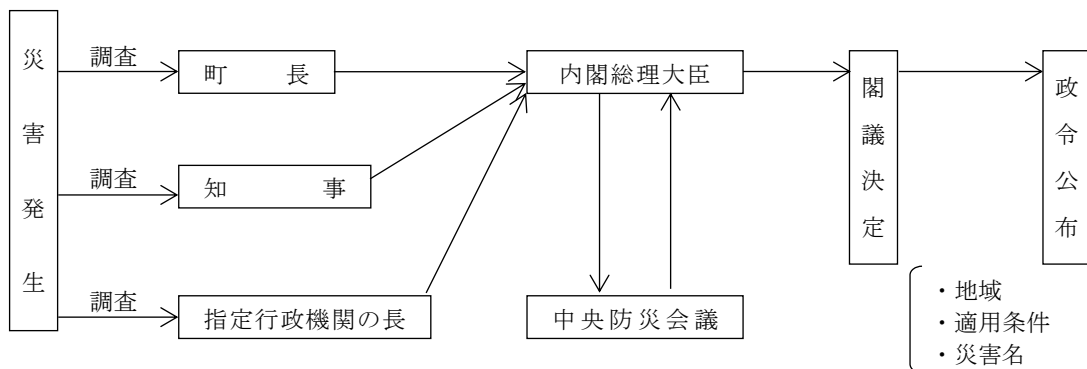 災害発生
調査
町長
調査
知事
調査
指定行政機関の長
内閣総理大臣
中央防災会議
閣議決定
政令公布
・地域
・適用条件
・災害名